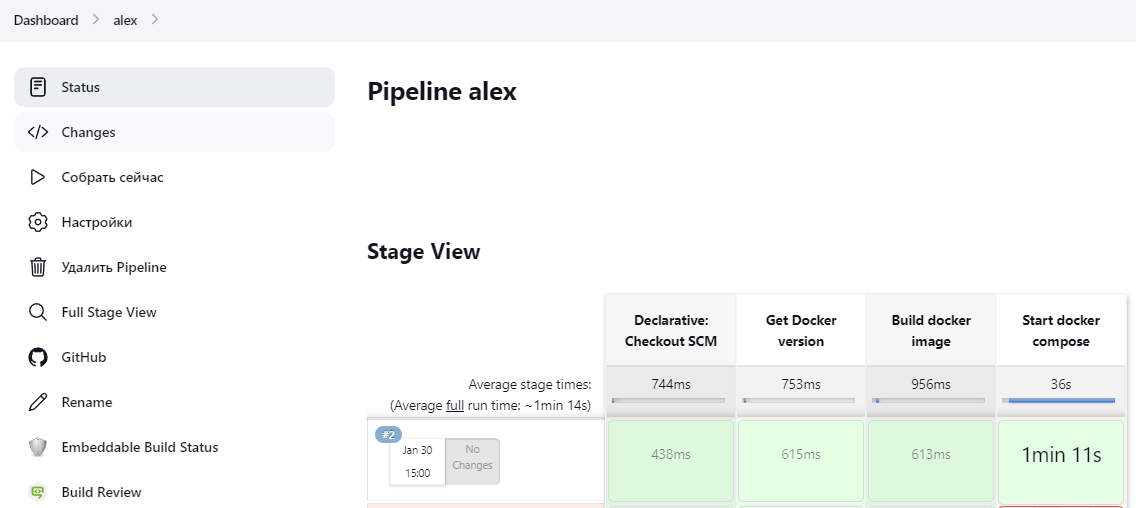 Dashboard
alex
Status
Changes
Собрать сейчас
Настройки
Удалить Pipeline
Full Stage View
GitHub
Rename
Embeddable Build Status
Build Review
Pipeline alex
Stage View
Declarative:
Checkout SCM
Get Docker
version
Build docker
image
Start docker
compose
Average stage times:
(Average full run time: ~1min 14s)
744ms
753ms
956ms
36s
#2
Jan 30
15:00
No
Changes
438ms
615ms
613ms
1min 11s